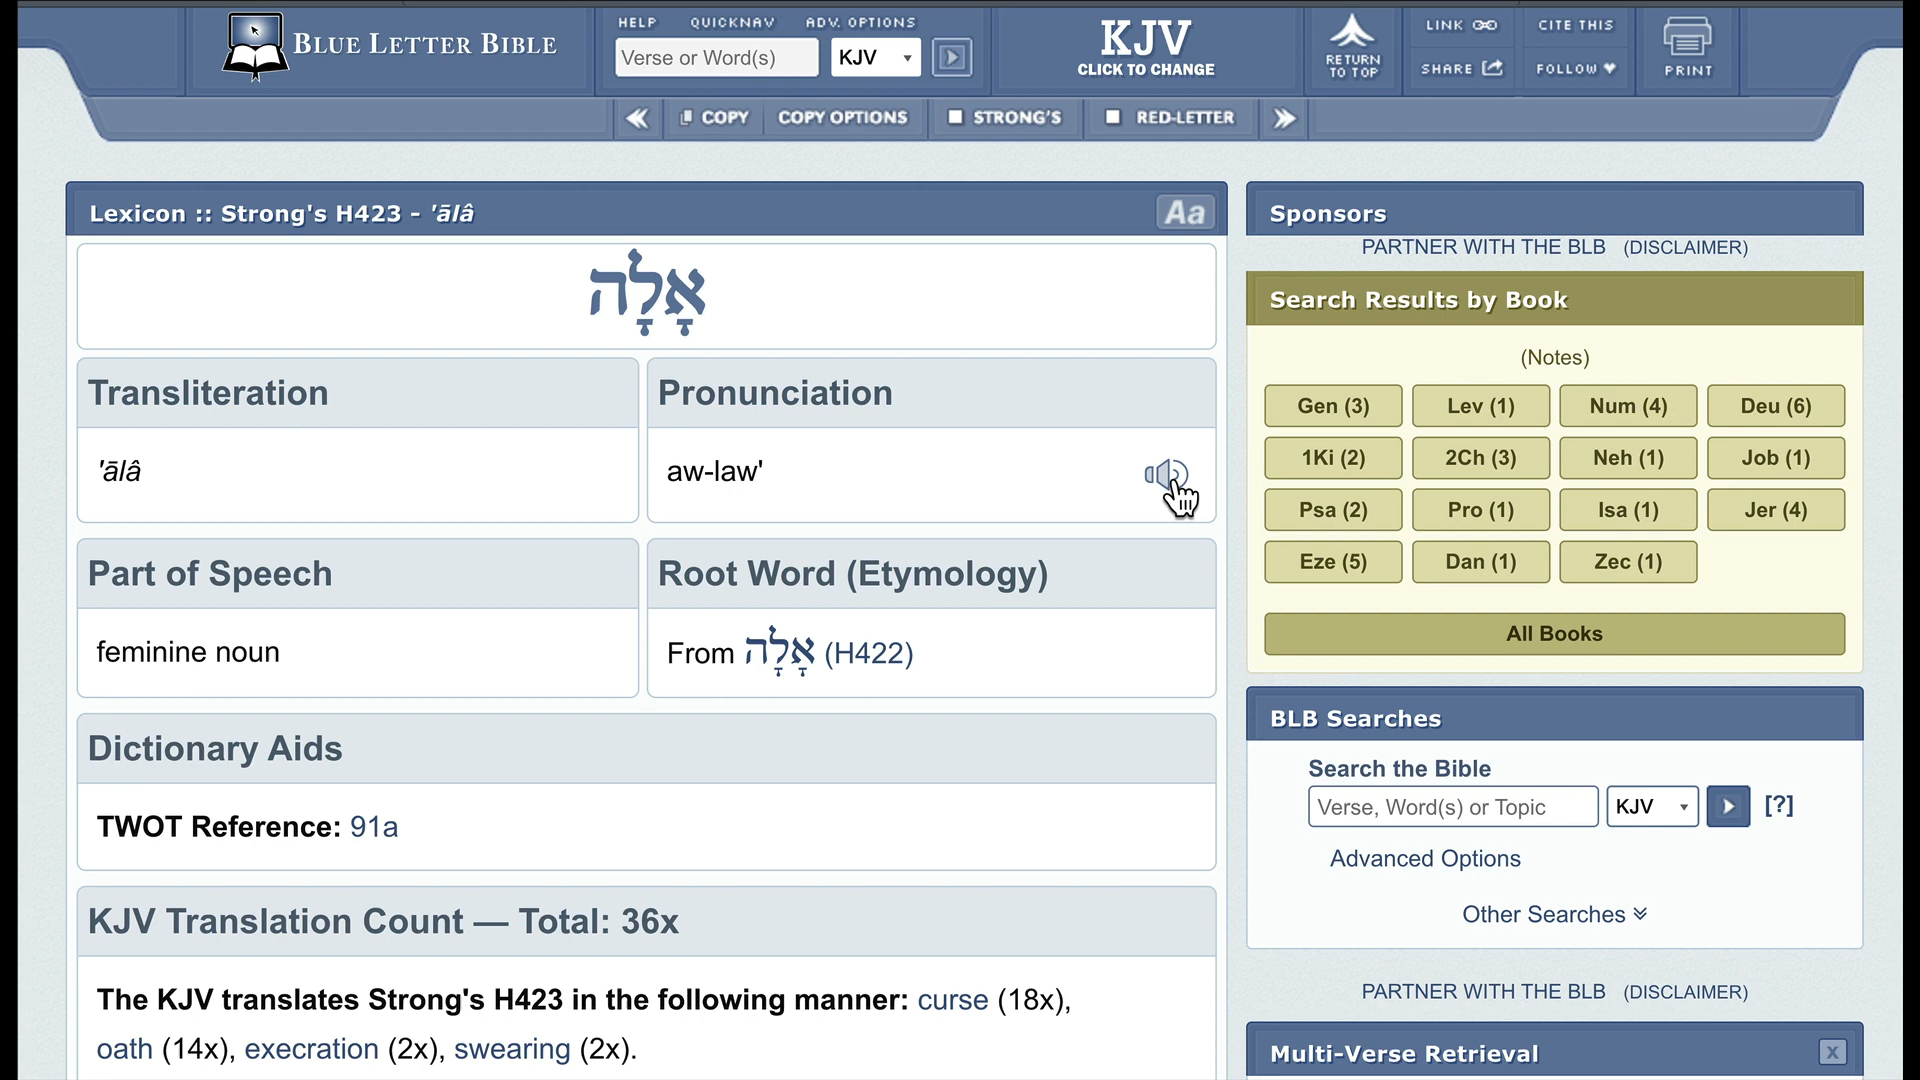 HELP QUICKNAV ADV. OPTIONS
BLUE LETTER BIBLE
Verse or Word(s) KJV
KJV
CLICK TO CHANGE
RETURN
TO TOP
LINK
SHARE
CITE THIS
FOLLOW
PRINT
COPY COPY OPTIONS STRONG'S RED-LETTER
Lexicon :: Strong's H423 - 'ālâ
Aa
אָלָה
Transliteration
'ālâ
Pronunciation
aw-law'
Part of Speech
feminine noun
Root Word (Etymology)
From אָלָה (H422)
Dictionary Aids
TWOT Reference: 91a
KJV Translation Count — Total: 36x
The KJV translates Strong's H423 in the following manner: curse (18x),
oath (14x), execration (2x), swearing (2x).
Sponsors
PARTNER WITH THE BLB (DISCLAIMER)
Search Results by Book
(Notes)
Gen (3) Lev (1) Num (4) Deu (6)
1Ki (2) 2Ch (3) Neh (1) Job (1)
Psa (2) Pro (1) Isa (1) Jer (4)
Eze (5) Dan (1) Zec (1)
All Books
BLB Searches
Search the Bible
Verse, Word(s) or Topic KJV [?]
Advanced Options
Other Searches
PARTNER WITH THE BLB (DISCLAIMER)
Multi-Verse Retrieval x